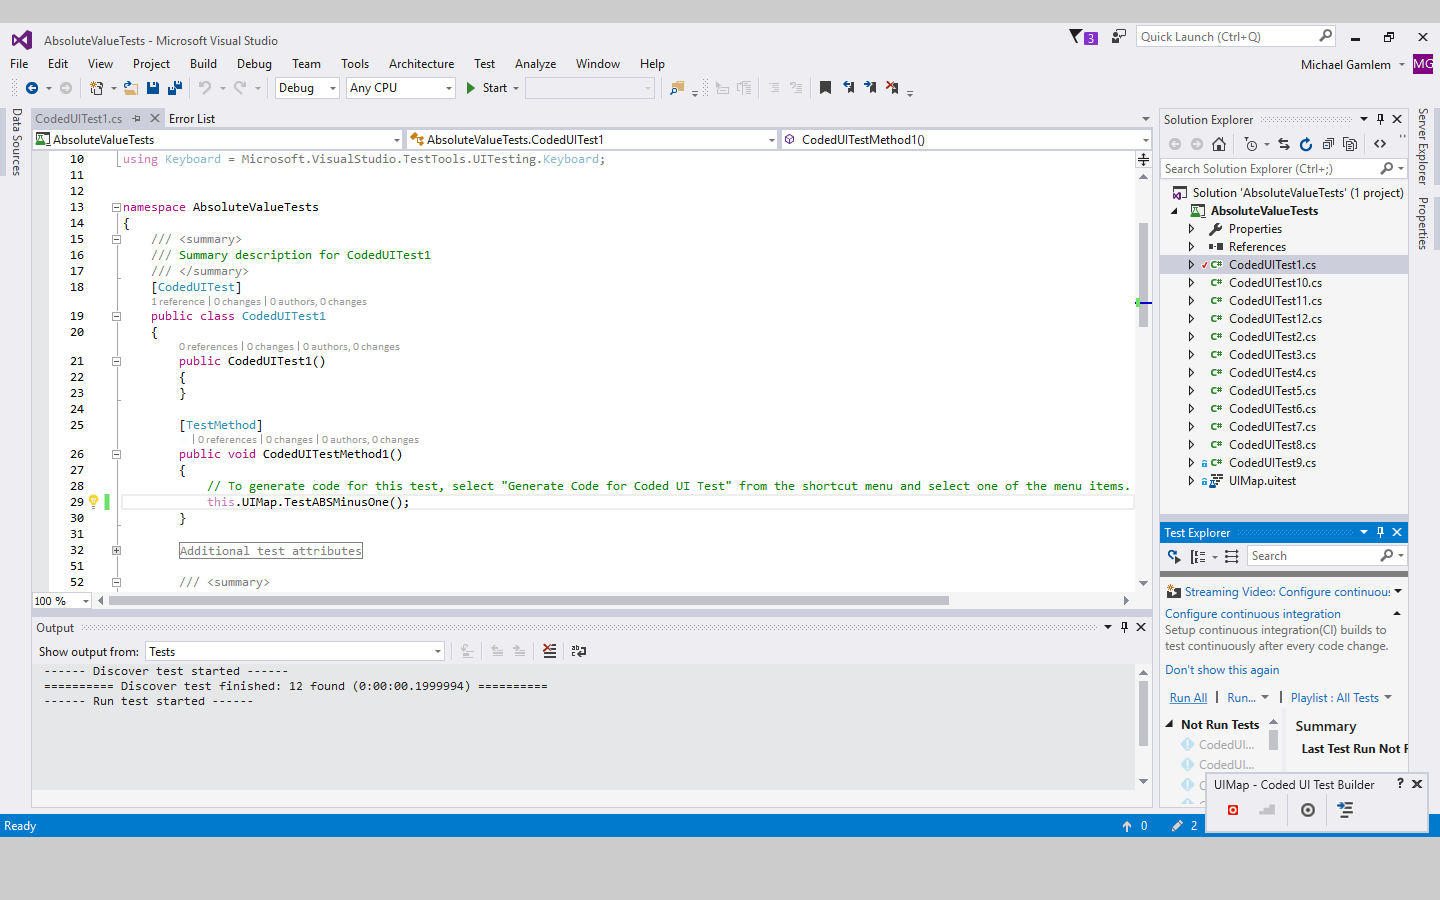 AbsoluteValueTests - Microsoft Visual Studio
3
Quick Launch (Ctrl+Q)
File Edit View Project Build Debug Team Tools Architecture Test Analyze Window Help
Michael Gamlem MG
Debug Any CPU Start
Data Sources
CodedUITest1.cs Error List
AbsoluteValueTests AbsoluteValueTests.CodedUITest1 CodedUITestMethod1()
10 using Keyboard = Microsoft.VisualStudio.TestTools.UITesting.Keyboard;
11
12
13 namespace AbsoluteValueTests
14 {
15 /// <summary>
16 /// Summary description for CodedUITest1
17 /// </summary>
18 [CodedUITest]
1 reference | 0 changes | 0 authors, 0 changes
19 public class CodedUITest1
20 {
0 references | 0 changes | 0 authors, 0 changes
21 public CodedUITest1()
22 {
23 }
24
25 [TestMethod]
| 0 references | 0 changes | 0 authors, 0 changes
26 public void CodedUITestMethod1()
27 {
28 // To generate code for this test, select "Generate Code for Coded UI Test" from the shortcut menu and select one of the menu items.
29 this.UIMap.TestABSMinusOne();
30 }
31
32 Additional test attributes
51
52 /// <summary>
100 %
Output
Show output from: Tests
------ Discover test started ------
========== Discover test finished: 12 found (0:00:00.1999994) ==========
------ Run test started ------
Solution Explorer
Search Solution Explorer (Ctrl+;)
Solution 'AbsoluteValueTests' (1 project)
AbsoluteValueTests
Properties
References
C# CodedUITest1.cs
C# CodedUITest10.cs
C# CodedUITest11.cs
C# CodedUITest12.cs
C# CodedUITest2.cs
C# CodedUITest3.cs
C# CodedUITest4.cs
C# CodedUITest5.cs
C# CodedUITest6.cs
C# CodedUITest7.cs
C# CodedUITest8.cs
C# CodedUITest9.cs
UIMap.uitest
Server Explorer
Properties
Test Explorer
Search
Streaming Video: Configure continuou
Configure continuous integration
Setup continuous integration(CI) builds to
test continuously after every code change.
Don't show this again
Run All | Run... | Playlist : All Tests
Not Run Tests
CodedUI...
CodedUI...
Summary
Last Test Run Not R
UIMap - Coded UI Test Builder ?
Ready
0 2